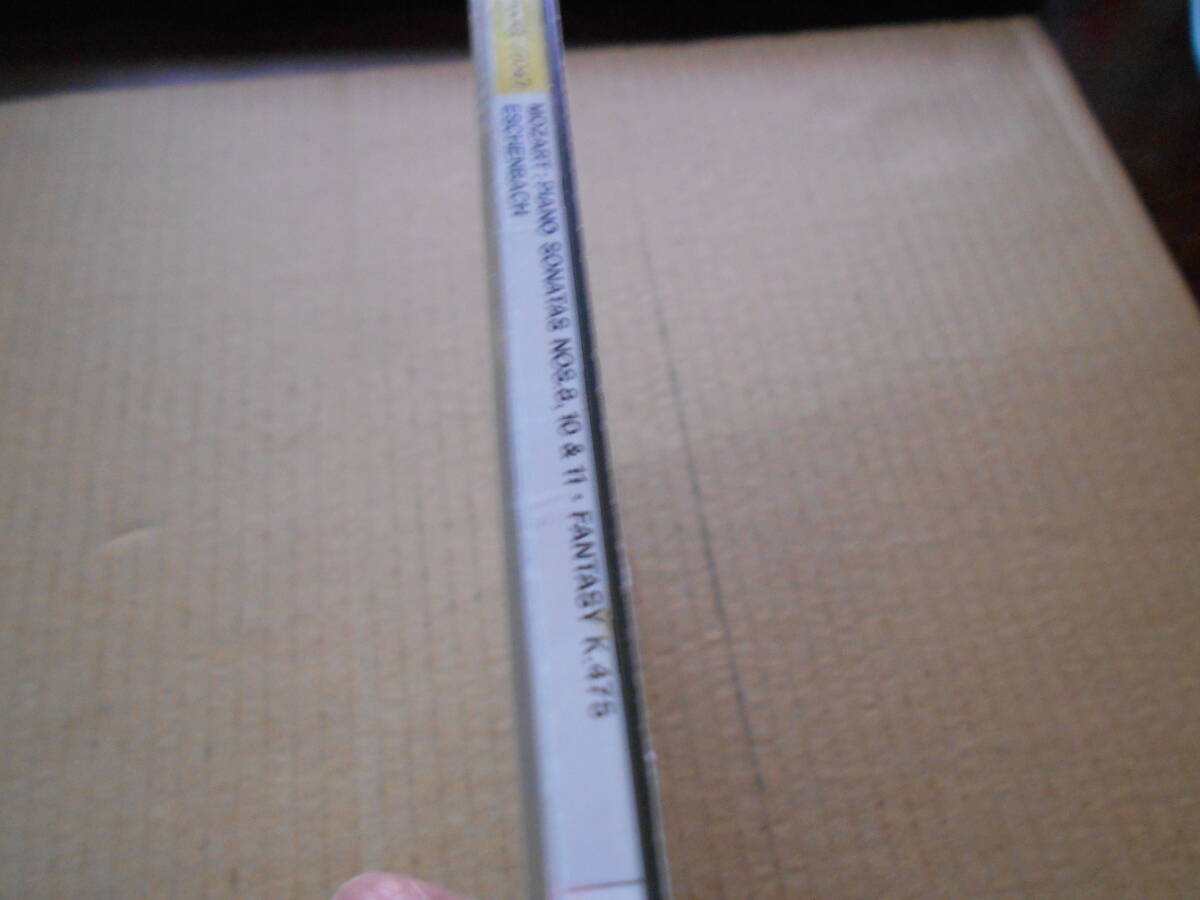 MOZART : PIANO SONATAS NOS.8, 10 & 11 • FANTASY K.475
ESCHENBACH